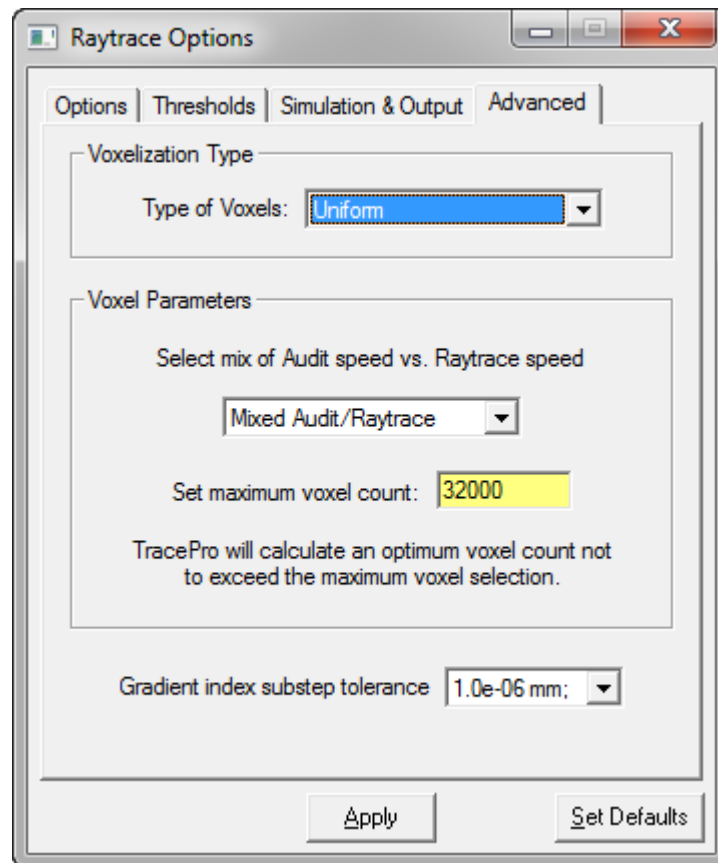 Raytrace Options
Options Thresholds Simulation & Output Advanced
Voxelization Type
Type of Voxels: Uniform
Voxel Parameters
Select mix of Audit speed vs. Raytrace speed
Mixed Audit/Raytrace
Set maximum voxel count: 32000
TracePro will calculate an optimum voxel count not
to exceed the maximum voxel selection.
Gradient index substep tolerance 1.0e-06 mm;
Apply Set Defaults